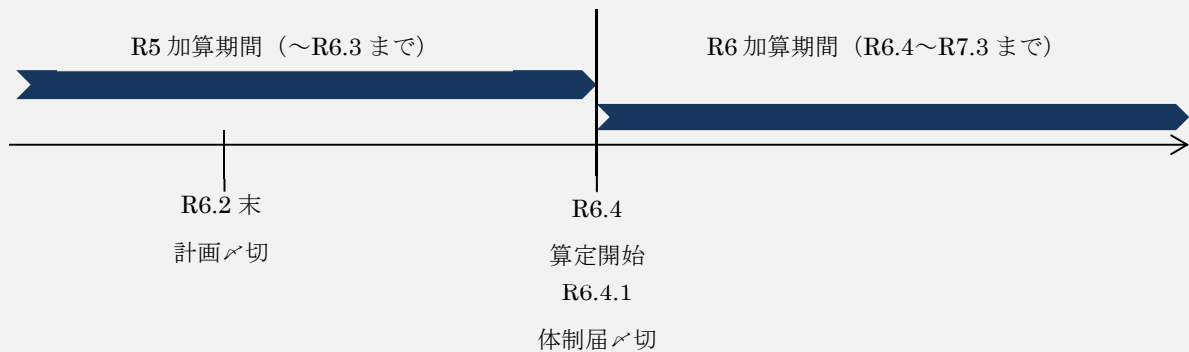 R5 加算期間（～R6.3 まで）
R6 加算期間（R6.4～R7.3 まで）
R6.2 末
計画〆切
R6.4
算定開始
R6.4.1
体制届〆切